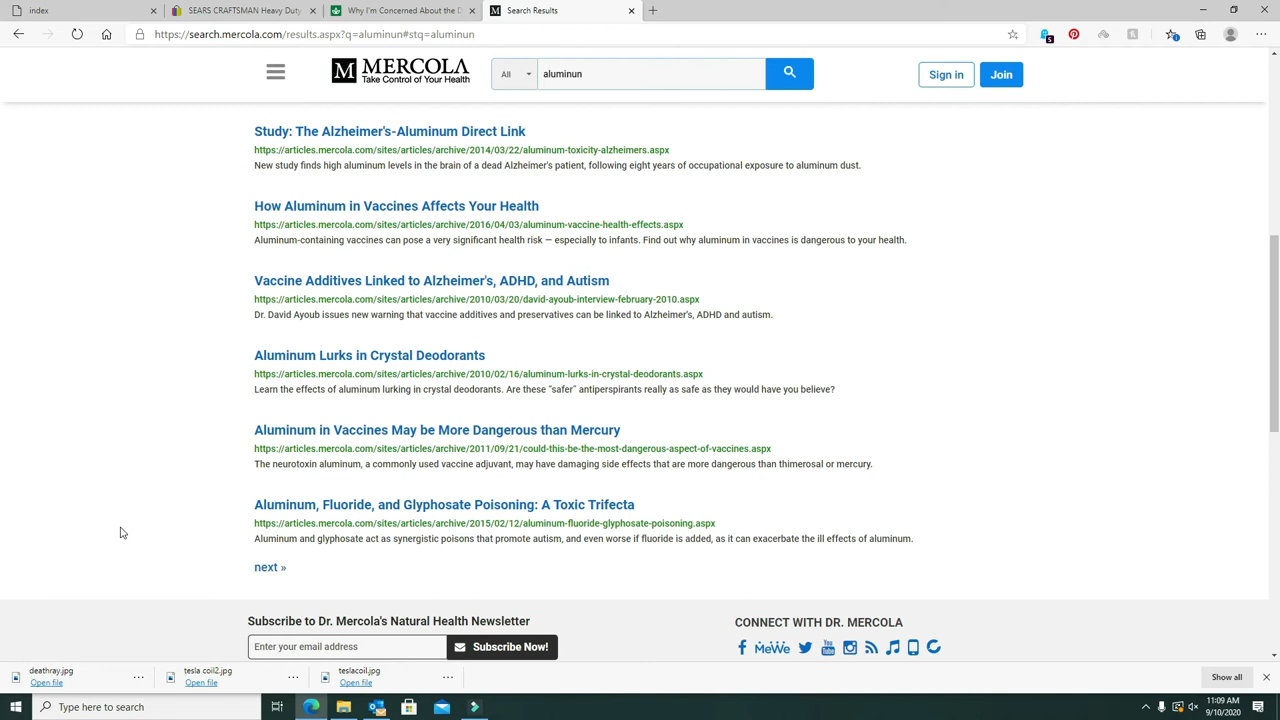 index
SEARS CRAFTSMAN Heavy Duty
Why I'm Concerned About the D
Search Results
https://search.mercola.com/results.aspx?q=aluminun#stq=aluminun
MERCOLA
Take Control of Your Health
All
aluminun
Sign in
Join
Study: The Alzheimer's-Aluminum Direct Link
https://articles.mercola.com/sites/articles/archive/2014/03/22/aluminum-toxicity-alzheimers.aspx
New study finds high aluminum levels in the brain of a dead Alzheimer's patient, following eight years of occupational exposure to aluminum dust.
How Aluminum in Vaccines Affects Your Health
https://articles.mercola.com/sites/articles/archive/2016/04/03/aluminum-vaccine-health-effects.aspx
Aluminum-containing vaccines can pose a very significant health risk — especially to infants. Find out why aluminum in vaccines is dangerous to your health.
Vaccine Additives Linked to Alzheimer's, ADHD, and Autism
https://articles.mercola.com/sites/articles/archive/2010/03/20/david-ayoub-interview-february-2010.aspx
Dr. David Ayoub issues new warning that vaccine additives and preservatives can be linked to Alzheimer's, ADHD and autism.
Aluminum Lurks in Crystal Deodorants
https://articles.mercola.com/sites/articles/archive/2010/02/16/aluminum-lurks-in-crystal-deodorants.aspx
Learn the effects of aluminum lurking in crystal deodorants. Are these "safer" antiperspirants really as safe as they would have you believe?
Aluminum in Vaccines May be More Dangerous than Mercury
https://articles.mercola.com/sites/articles/archive/2011/09/21/could-this-be-the-most-dangerous-aspect-of-vaccines.aspx
The neurotoxin aluminum, a commonly used vaccine adjuvant, may have damaging side effects that are more dangerous than thimerosal or mercury.
Aluminum, Fluoride, and Glyphosate Poisoning: A Toxic Trifecta
https://articles.mercola.com/sites/articles/archive/2015/02/12/aluminum-fluoride-glyphosate-poisoning.aspx
Aluminum and glyphosate act as synergistic poisons that promote autism, and even worse if fluoride is added, as it can exacerbate the ill effects of aluminum.
next »
Subscribe to Dr. Mercola's Natural Health Newsletter
Enter your email address
Subscribe Now!
CONNECT WITH DR. MERCOLA
MeWe
You Tube
deathray.jpg
Open file
tesla coil2.jpg
Open file
teslacoil.jpg
Open file
Show all
Type here to search
11:09 AM
9/10/2020